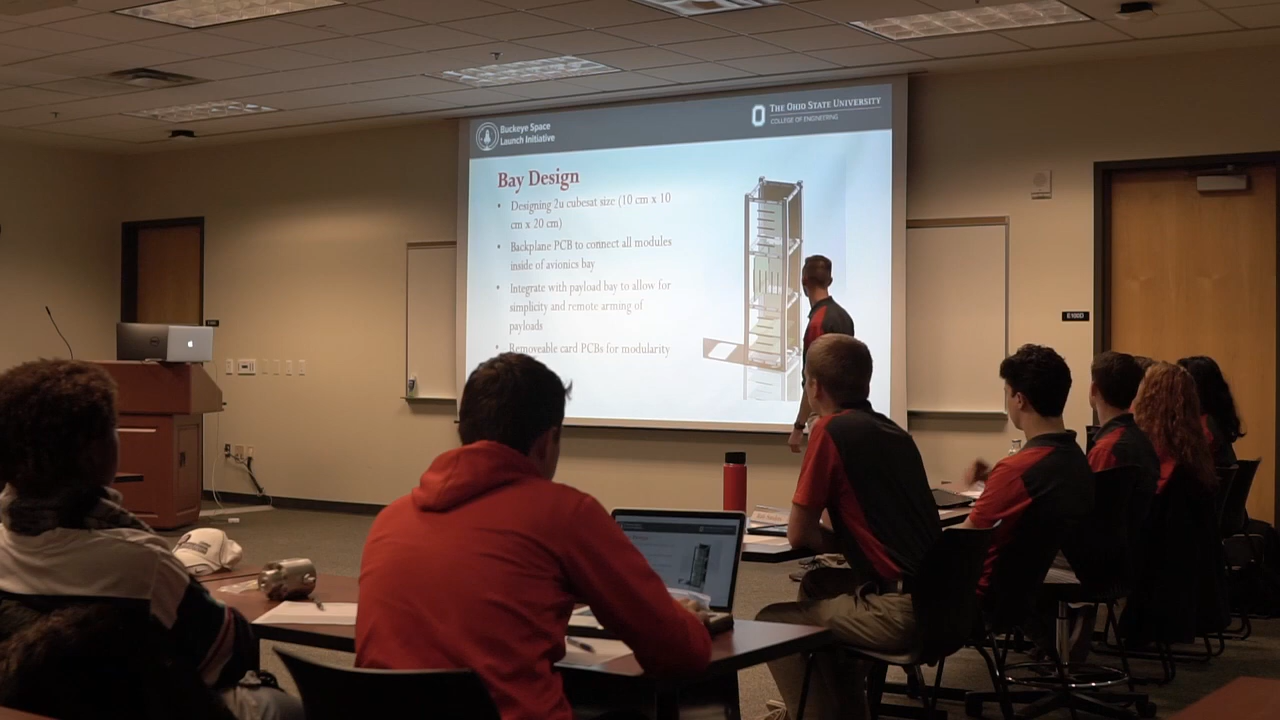 Buckeye Space
Launch Initiative
THE OHIO STATE UNIVERSITY
COLLEGE OF ENGINEERING
Bay Design
• Designing 2u cubesat size (10 cm x 10
cm x 20 cm)
• Backplane PCB to connect all modules
inside of avionics bay
• Integrate with payload bay to allow for
simplicity and remote arming of
payloads
• Removeable card PCBs for modularity
E100D
DELL